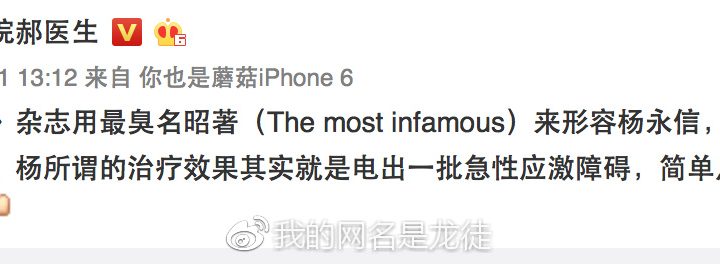 院郝医生
1 13:12 来自 你也是蘑菇iPhone 6
杂志用最臭名昭著（The most infamous）来形容杨永信，
杨所谓的治疗效果其实就是电出一批急性应激障碍，简单
我的网名是龙徒